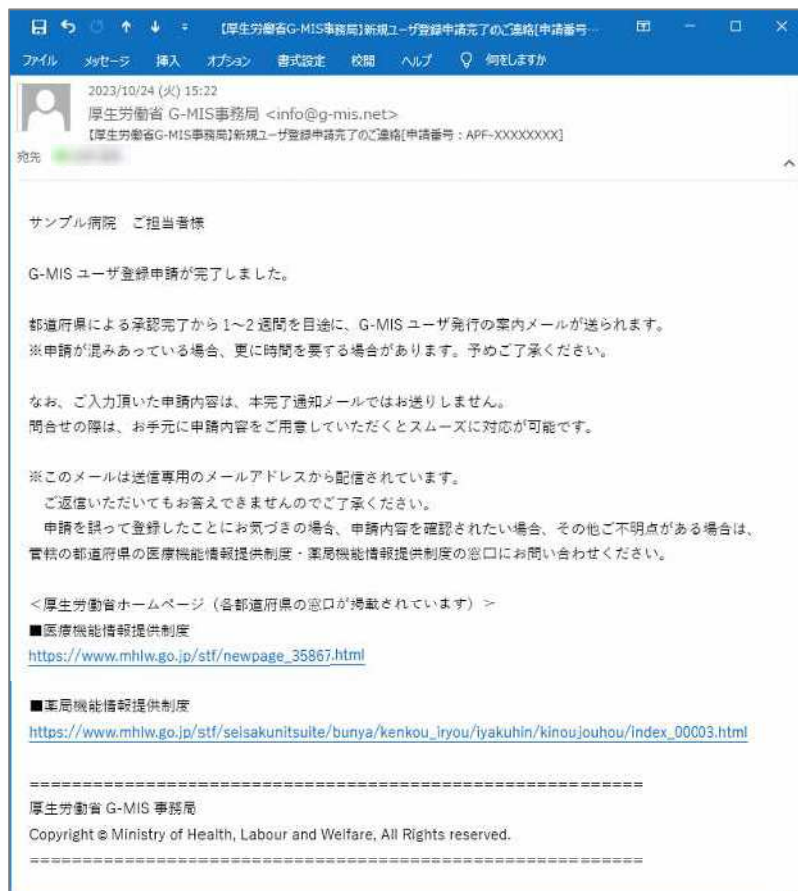 【厚生労働省G-MIS事務局】新規ユーザ登録申請完了のご連絡[申請番号…
ファイル メッセージ 挿入 オプション 書式設定 校閲 ヘルプ 何をしますか
2023/10/24 (火) 15:22
厚生労働省 G-MIS事務局 <info@g-mis.net>
【厚生労働省G-MIS事務局】新規ユーザ登録申請完了のご連絡[申請番号：APF-XXXXXXXX]
宛先
サンプル病院　ご担当者様
G-MIS ユーザ登録申請が完了しました。
都道府県による承認完了から 1～2 週間を目途に、G-MIS ユーザ発行の案内メールが送られます。
※申請が混みあっている場合、更に時間を要する場合があります。予めご了承ください。
なお、ご入力頂いた申請内容は、本完了通知メールではお送りしません。
問合せの際は、お手元に申請内容をご用意していただくとスムーズに対応が可能です。
※このメールは送信専用のメールアドレスから配信されています。
ご返信いただいてもお答えできませんのでご了承ください。
申請を誤って登録したことにお気づきの場合、申請内容を確認されたい場合、その他ご不明点がある場合は、
管轄の都道府県の医療機能情報提供制度・薬局機能情報提供制度の窓口にお問い合わせください。
＜厚生労働省ホームページ（各都道府県の窓口が掲載されています）＞
■医療機能情報提供制度
https://www.mhlw.go.jp/stf/newpage_35867.html
■薬局機能情報提供制度
https://www.mhlw.go.jp/stf/seisakunitsuite/bunya/kenkou_iryou/iyakuhin/kinoujouhou/index_00003.html
==========================================================
厚生労働省 G-MIS 事務局
Copyright © Ministry of Health, Labour and Welfare, All Rights reserved.
==========================================================